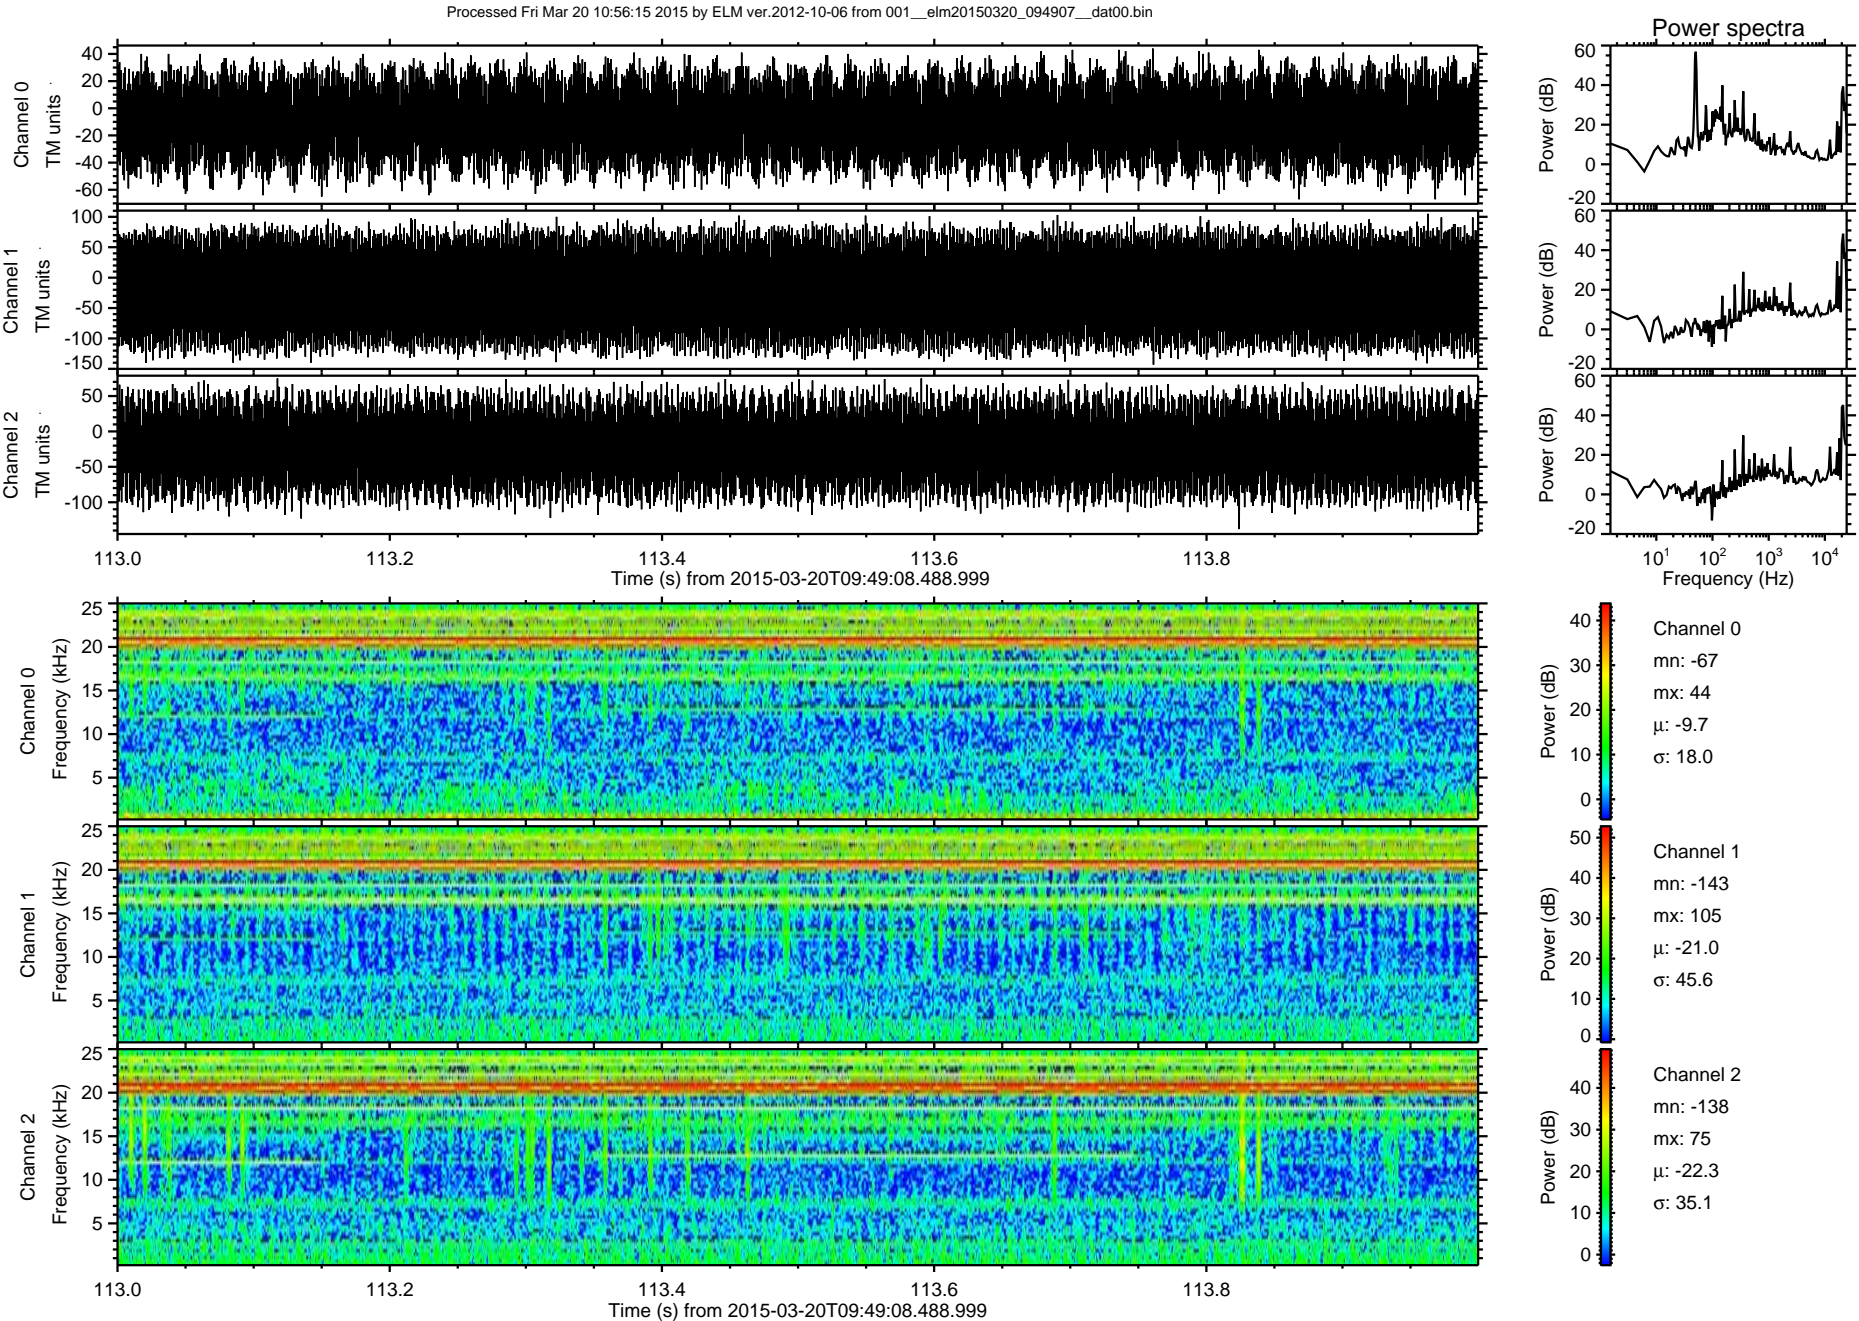 Processed Fri Mar 20 10:56:15 2015 by ELM ver.2012-10-06 from 001__elm20150320_094907__dat00.bin
Power spectra
Channel 0
TM units
40
20
0
-20
-40
-60
Power (dB)
60
40
20
0
-20
Channel 1
TM units
100
50
0
-50
-100
-150
Power (dB)
60
40
20
0
-20
Channel 2
TM units
50
0
-50
-100
Power (dB)
60
40
20
0
-20
113.0 113.2 113.4 113.6 113.8
Time (s) from 2015-03-20T09:49:08.488.999
10¹ 10² 10³ 10⁴
Frequency (Hz)
Channel 0
Frequency (kHz)
25
20
15
10
5
Power (dB)
40
30
20
10
0
Channel 0
mn: -67
mx: 44
μ: -9.7
σ: 18.0
Channel 1
Frequency (kHz)
25
20
15
10
5
Power (dB)
50
40
30
20
10
0
Channel 1
mn: -143
mx: 105
μ: -21.0
σ: 45.6
Channel 2
Frequency (kHz)
25
20
15
10
5
Power (dB)
40
30
20
10
0
Channel 2
mn: -138
mx: 75
μ: -22.3
σ: 35.1
113.0 113.2 113.4 113.6 113.8
Time (s) from 2015-03-20T09:49:08.488.999